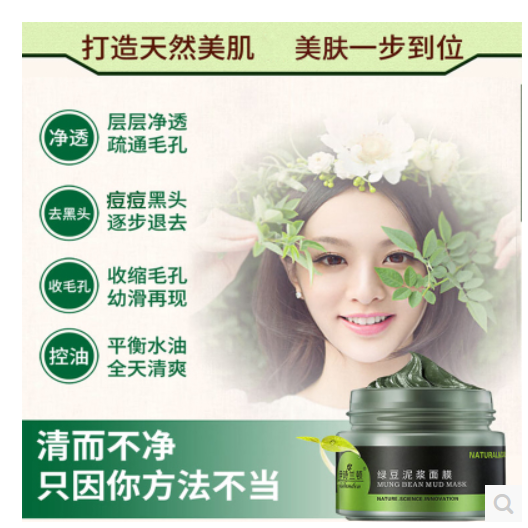 打造天然美肌 美肤一步到位
净透
层层净透
疏通毛孔
去黑头
痘痘黑头
逐步退去
收毛孔
收缩毛孔
幼滑再现
控油
平衡水油
全天清爽
清而不净
只因你方法不当
绿豆泥浆面膜
MUNG BEAN MUD MASK
NATURE·SCIENCE·INNOVATION